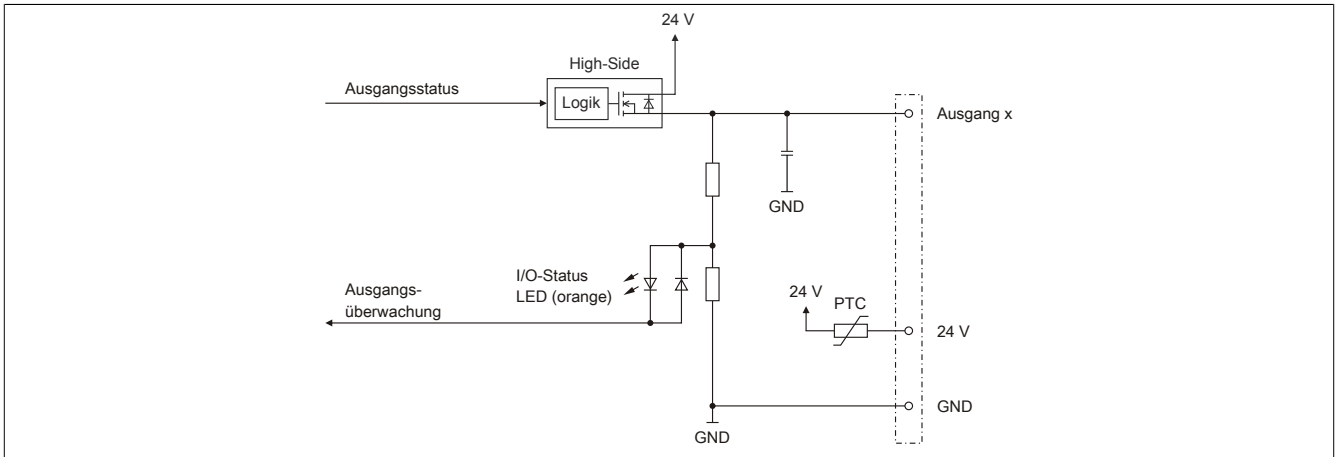 24 V
High-Side
Ausgangsstatus
Logik
Ausgang x
GND
I/O-Status
LED (orange)
Ausgangs-
überwachung
24 V
PTC
24 V
GND
GND